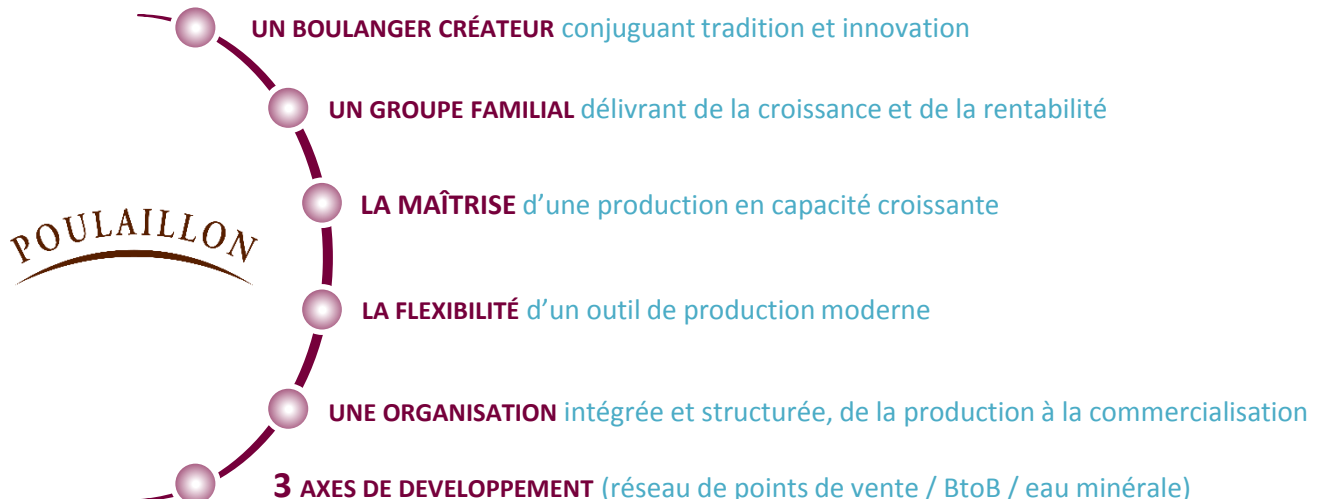 UN BOULANGER CRÉATEUR conjuguant tradition et innovation
UN GROUPE FAMILIAL délivrant de la croissance et de la rentabilité
LA MAÎTRISE d’une production en capacité croissante
POULAILLON
LA FLEXIBILITÉ d’un outil de production moderne
UNE ORGANISATION intégrée et structurée, de la production à la commercialisation
3 AXES DE DEVELOPPEMENT (réseau de points de vente / BtoB / eau minérale)